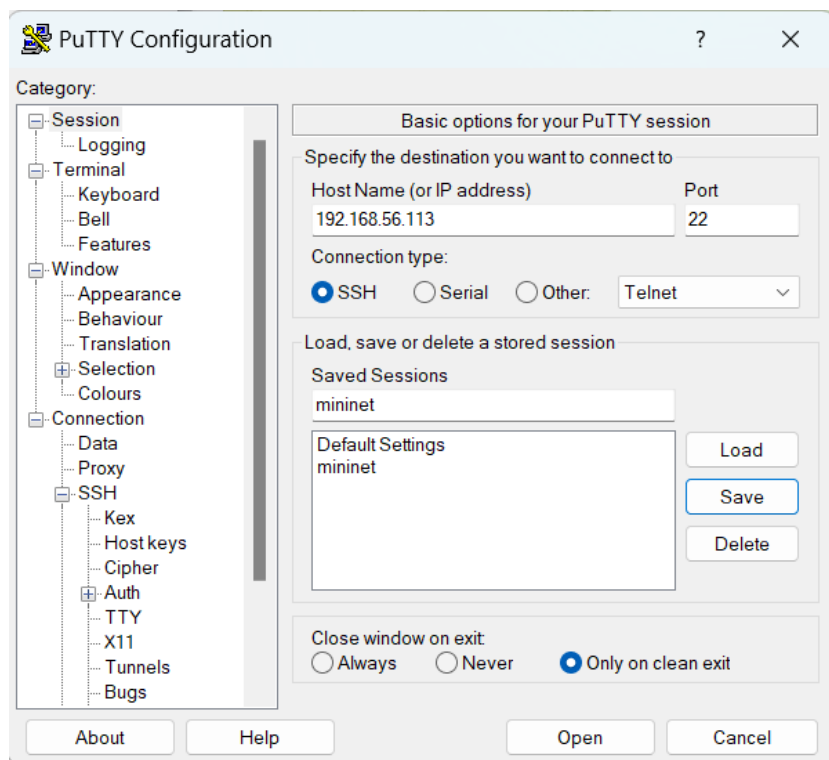 PuTTY Configuration
?
Category:
Session
Logging
Terminal
Keyboard
Bell
Features
Window
Appearance
Behaviour
Translation
Selection
Colours
Connection
Data
Proxy
SSH
Kex
Host keys
Cipher
Auth
TTY
X11
Tunnels
Bugs
Basic options for your PuTTY session
Specify the destination you want to connect to
Host Name (or IP address) Port
192.168.56.113 22
Connection type:
SSH Serial Other: Telnet
Load, save or delete a stored session
Saved Sessions
mininet
Default Settings
mininet
Load
Save
Delete
Close window on exit:
Always Never Only on clean exit
About Help Open Cancel